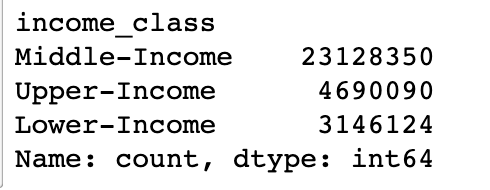 income_class
Middle-Income 23128350
Upper-Income 4690090
Lower-Income 3146124
Name: count, dtype: int64